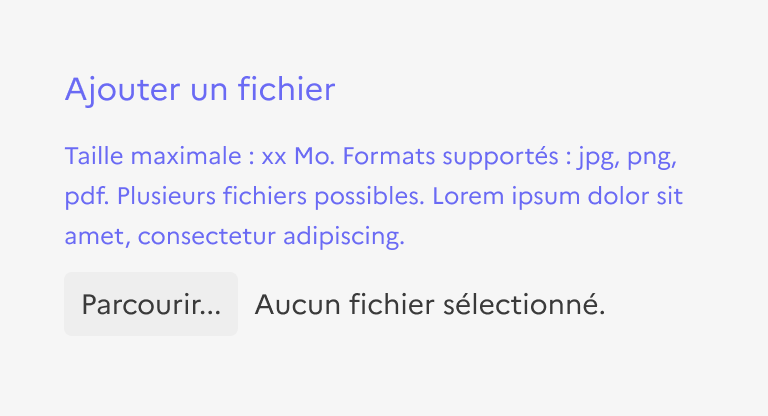 Ajouter un fichier
Taille maximale : xx Mo. Formats supportés : jpg, png,
pdf. Plusieurs fichiers possibles. Lorem ipsum dolor sit
amet, consectetur adipiscing.
Parcourir... Aucun fichier sélectionné.